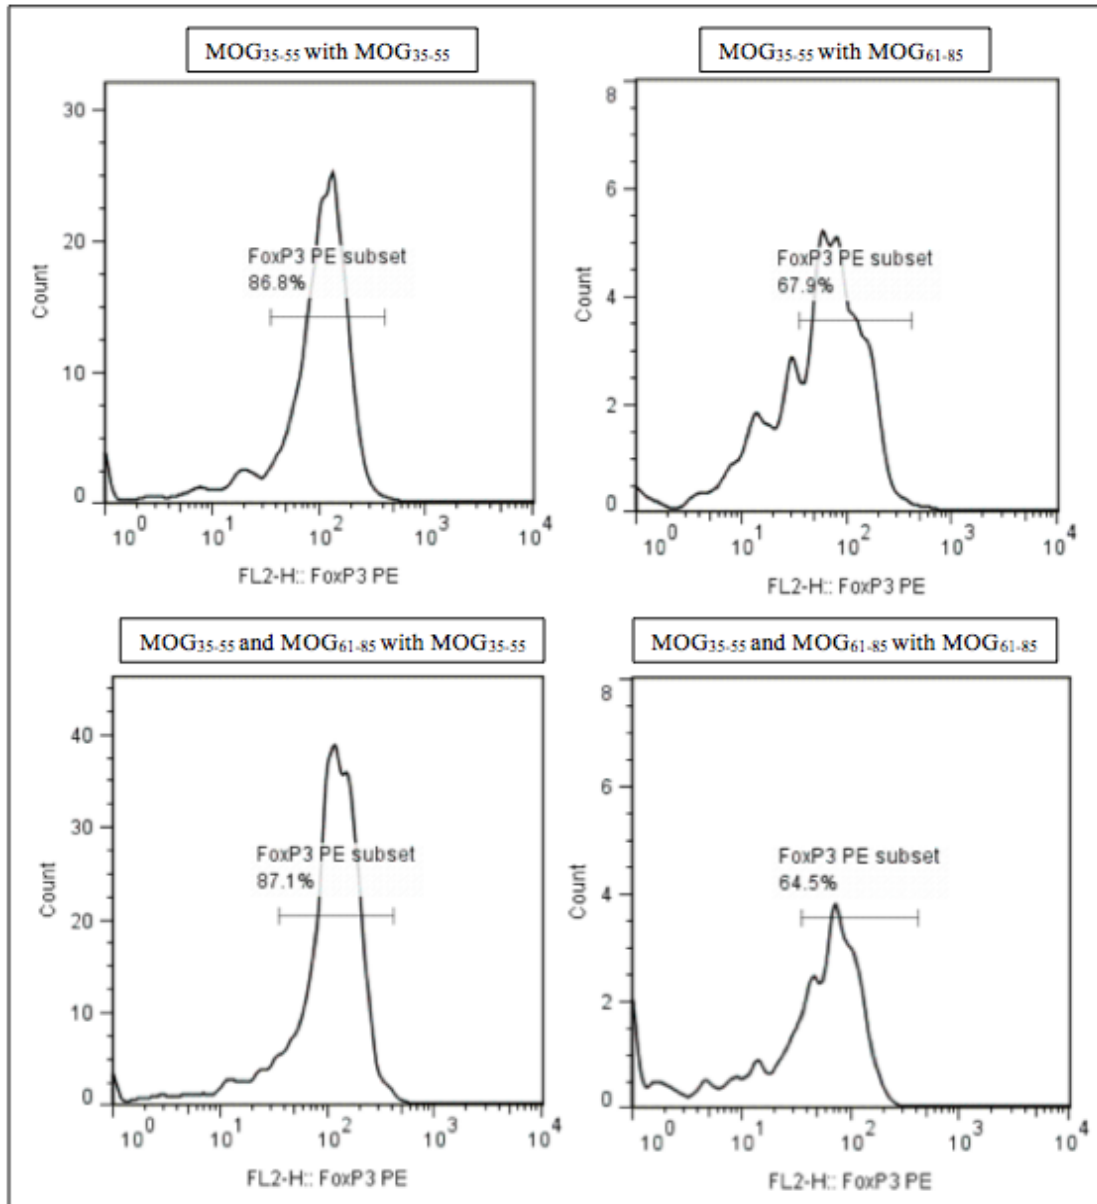 MOG35-55 with MOG35-55
30
20
10
0
Count
FoxP3 PE subset
86.8%
10^0 10^1 10^2 10^3 10^4
FL2-H:: FoxP3 PE
MOG35-55 with MOG61-85
8
6
4
2
0
Count
FoxP3 PE subset
67.9%
10^0 10^1 10^2 10^3 10^4
FL2-H:: FoxP3 PE
MOG35-55 and MOG61-85 with MOG35-55
40
30
20
10
0
Count
FoxP3 PE subset
87.1%
10^0 10^1 10^2 10^3 10^4
FL2-H:: FoxP3 PE
MOG35-55 and MOG61-85 with MOG61-85
8
6
4
2
0
Count
FoxP3 PE subset
64.5%
10^0 10^1 10^2 10^3 10^4
FL2-H:: FoxP3 PE